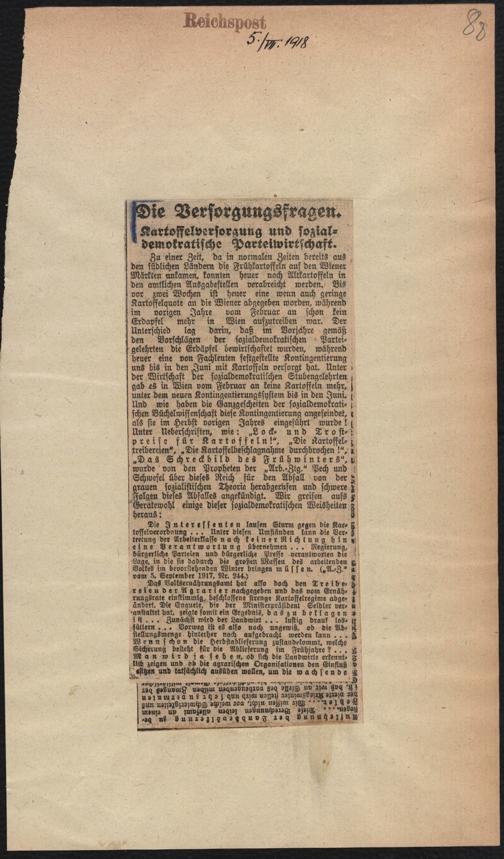 Reichspost
5./VII. 1918
Die Versorgungsfragen.
Kartoffelversorgung und sozial-
demokratische Parteiwirtschaft.
Zu einer Zeit, da in normalen Zeiten bereits aus
den südlichen Ländern die Frühkartoffeln auf den Wiener
Märkten ankamen, konnten heuer noch Altkartoffeln in
den amtlichen Ausgabestellen verabreicht werden. Bis
vor zwei Wochen ist heuer eine wenn auch geringe
Kartoffelquote an die Wiener abgegeben worden, während
im vorigen Jahre vom Februar an schon kein
Erdapfel mehr in Wien aufzutreiben war. Der
Unterschied lag darin, daß im Vorjahre gemäß
den Vorschlägen der sozialdemokratischen Partei-
gelehrten die Erdäpfel bewirtschaftet wurden, während
heuer eine von Fachleuten festgestellte Kontingentierung
uns bis in den Juni mit Kartoffeln versorgt hat. Unter
der Wirtschaft der sozialdemokratischen Stubengelehrten
gab es in Wien vom Februar an keine Kartoffeln mehr,
unter dem neuen Kontingentierungssystem bis in den Juni.
Und wie haben die Ganzgescheiten der sozialdemokrati-
schen Büchelwissenschaft diese Kontingentierung angefeindet,
als sie im Herbst vorigen Jahres eingeführt wurde!
Unter Ueberschriften, wie: „Lock- und Trost-
preise für Kartoffeln!“, „Die Kartoffel-
treibereien“, „Die Kartoffelbeschlagnahme durchbrochen!“,
„Das Schreckbild des Frühwinters“,
wurde von den Propheten der „Arb.-Ztg.“ Pech und
Schwefel über dieses Reich für den Abfall von der
grauen sozialistischen Theorie herabgerufen und schwere
Folgen dieses Abfalles angekündigt. Wir greifen aufs
Geratewohl einige dieser sozialdemokratischen Weisheiten
heraus:
Die Interessenten laufen Sturm gegen die Kar-
toffelverordnung ... Unter diesen Umständen kann die Ver-
tretung der Arbeiterklasse nach keiner Richtung hin
eine Verantwortung übernehmen ... Regierung,
bürgerliche Parteien und bürgerliche Presse verantworten die
Lage, in die sie dadurch die großen Massen des arbeitenden
Volkes im bevorstehenden Winter bringen müssen. („A.-Z.“
vom 5. September 1917, Nr. 244.)
Das Volksernährungsamt hat also doch den Treibe-
reien der Agrarier nachgegeben und das vom Ernäh-
rungsrate einstimmig beschlossene strenge Kartoffelregime abge-
ändert. Die Enquete, die der Ministerpräsident Seidler ver-
anstaltet hat, zeigte somit ein Ergebnis, das zu beklagen
ist ... Zunächst wird der Landwirt ... lustig drauf los-
füttern ... Vorweg ist es also noch ungewiß, ob die Ab-
stellungsmenge hinterher noch aufgebracht werden kann ...
Wenn schon die Herbstablieferung zustandekommt, welche
Sicherung besteht für die Ablieferung im Frühjahre? ...
Man wird ja sehen, ob sich die Landwirte erkennt-
lich zeigen und ob die agrarischen Organisationen den Einfluß
besitzen und tatsächlich ausüben wollen, um die wachsende